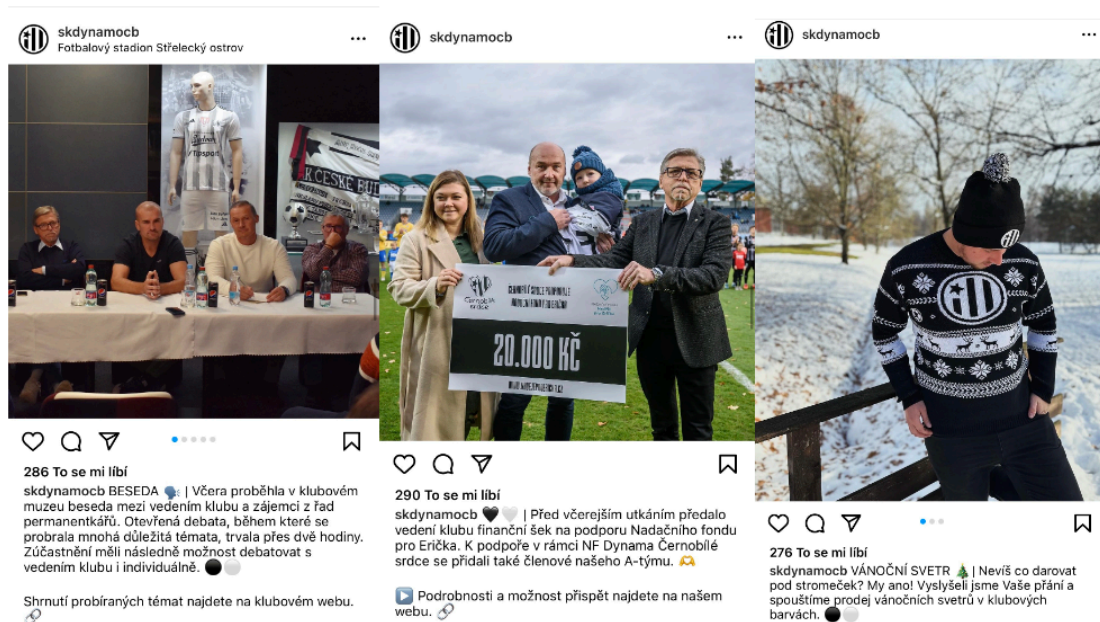 skdynamocb
Fotbalový stadion Střelecký ostrov
Tipsport
K ČESKÉ BU
286 To se mi líbí
skdynamocb BESEDA 🗣️ | Včera proběhla v klubovém
muzeu beseda mezi vedením klubu a zájemci z řad
permanentkářů. Otevřená debata, během které se
probrala mnohá důležitá témata, trvala přes dvě hodiny.
Zúčastnění měli následně možnost debatovat s
vedením klubu i individuálně. ⚫⚪
Shrnutí probíraných témat najdete na klubovém webu.
🔗
skdynamocb
Černobílá
srdce
20.000 KČ
290 To se mi líbí
skdynamocb 🖤🤍 | Před včerejším utkáním předalo
vedení klubu finanční šek na podporu Nadačního fondu
pro Erička. K podpoře v rámci NF Dynama Černobílé
srdce se přidali také členové našeho A-týmu. 🫶
▶️ Podrobnosti a možnost přispět najdete na našem
webu. 🔗
skdynamocb
276 To se mi líbí
skdynamocb VÁNOČNÍ SVETR 🎄 | Nevíš co darovat
pod stromeček? My ano! Vyslyšeli jsme Vaše přání a
spouštíme prodej vánočních svetrů v klubových
barvách. ⚫⚪